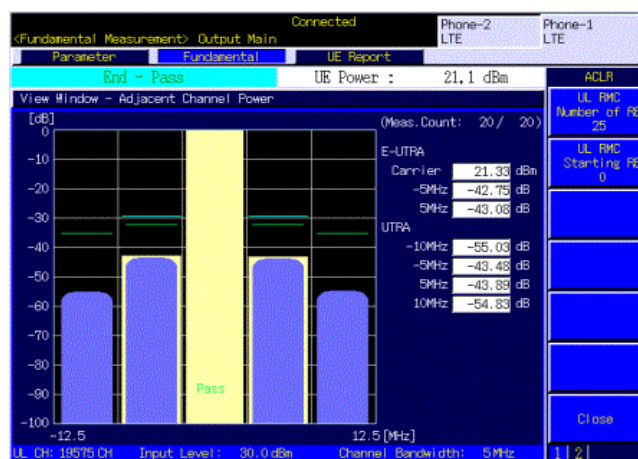 Connected
Phone-2
LTE
Phone-1
LTE
<Fundamental Measurement> Output Main
Parameter
Fundamental
UE Report
End - Pass
UE Power :
21.1 dBm
ACLR
View Window - Adjacent Channel Power
UL RMC
Number of RB
25
UL RMC
Starting RB
0
Close
1 2
[dB]
0
-10
-20
-30
-40
-50
-60
-70
-80
-90
-100
Pass
-12.5
12.5 [MHz]
(Meas.Count: 20 / 20)
E-UTRA
Carrier 21.33 dBm
-5MHz -42.75 dB
5MHz -43.08 dB
UTRA
-10MHz -55.03 dB
-5MHz -43.48 dB
5MHz -43.89 dB
10MHz -54.83 dB
UL CH: 19575 CH Input Level: 30.0 dBm Channel Bandwidth: 5 MHz